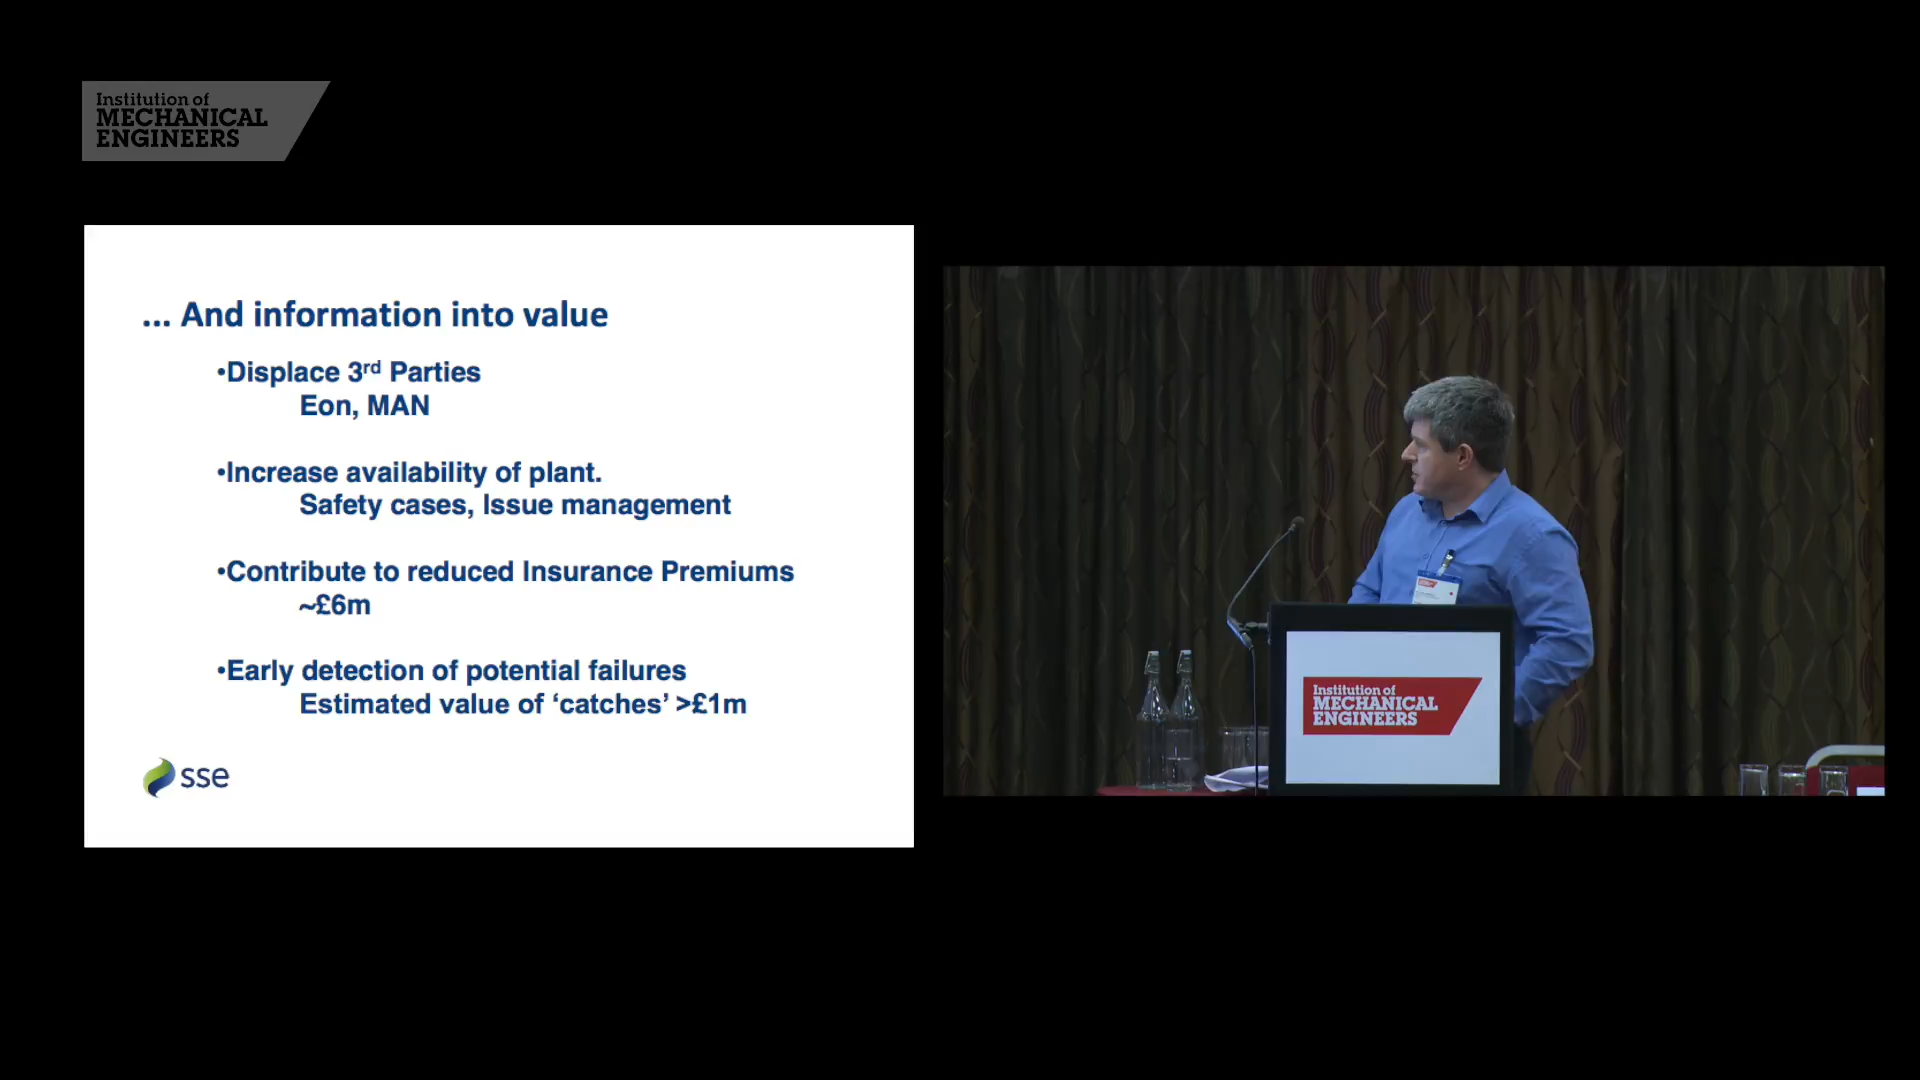 Institution of
MECHANICAL
ENGINEERS
... And information into value
•Displace 3rd Parties
Eon, MAN
•Increase availability of plant.
Safety cases, Issue management
•Contribute to reduced Insurance Premiums
~£6m
•Early detection of potential failures
Estimated value of ‘catches’ >£1m
sse
Institution of
MECHANICAL
ENGINEERS